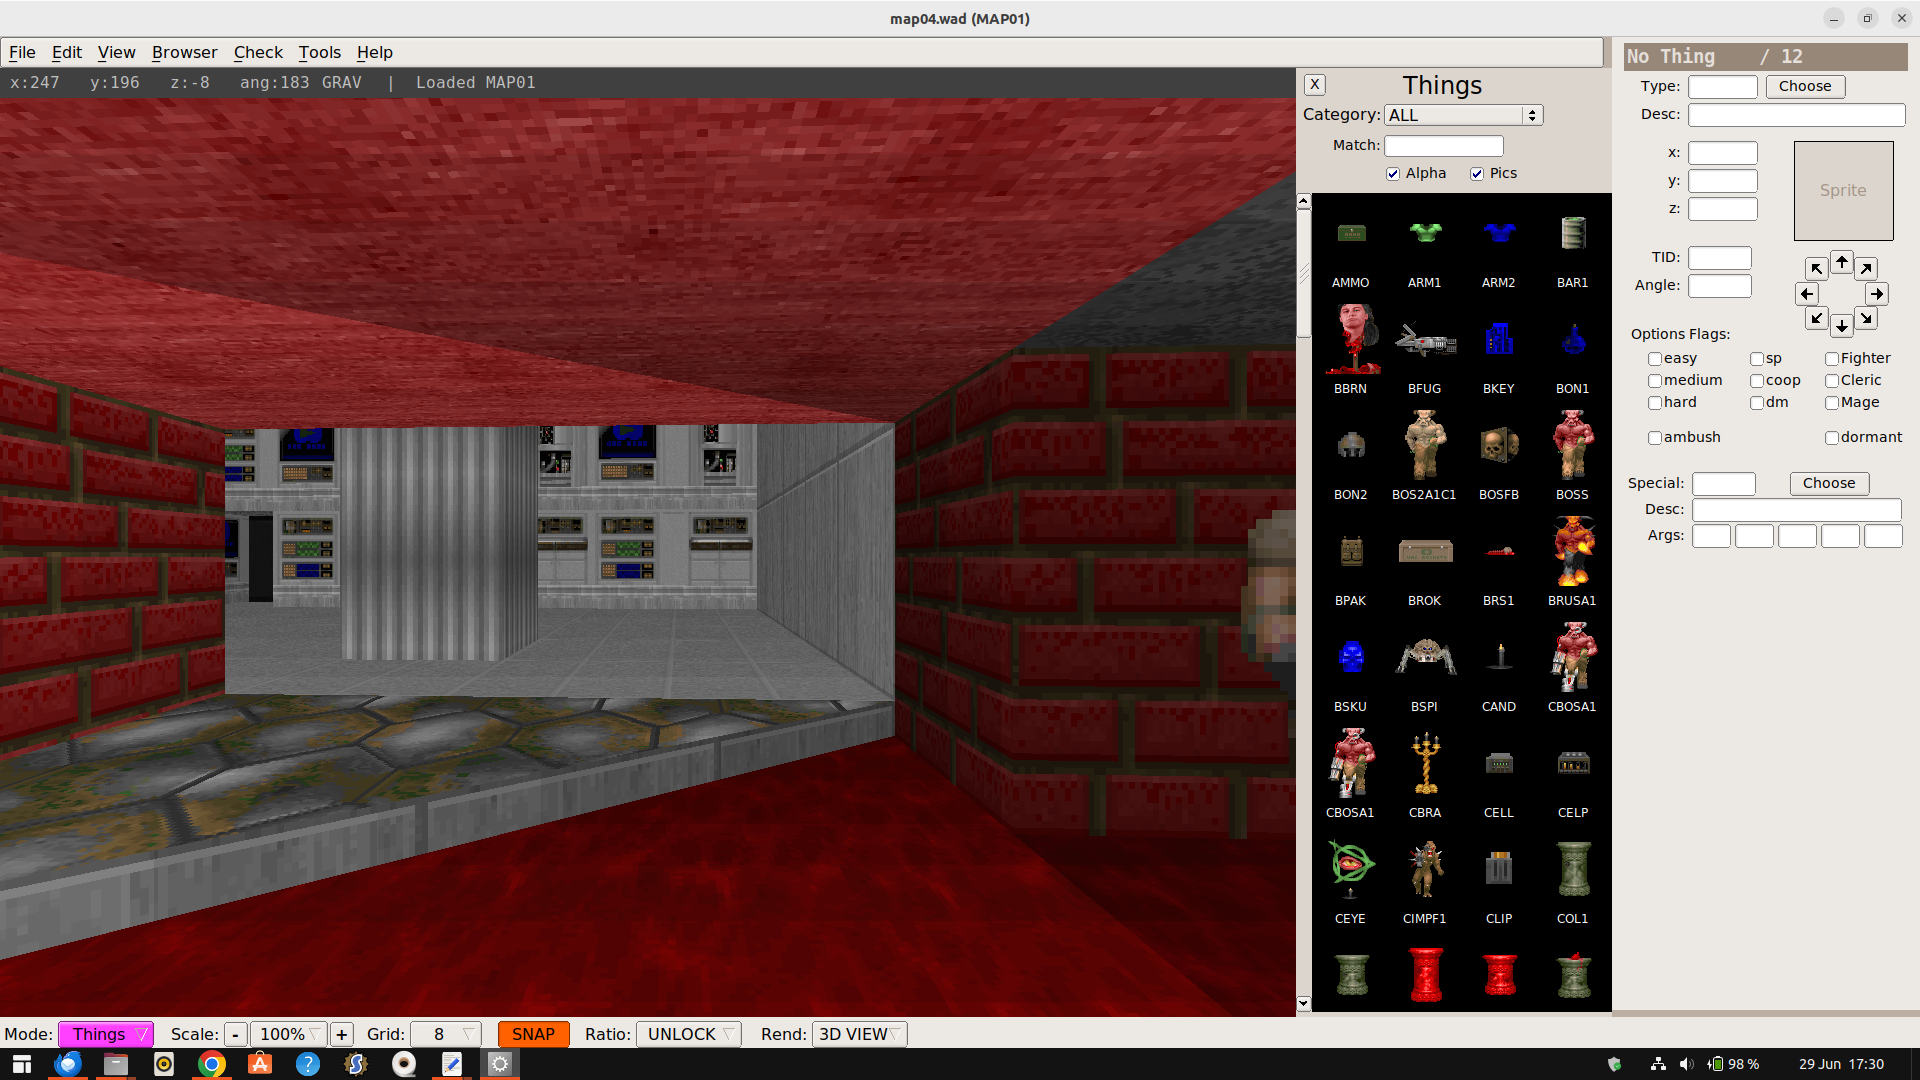 map04.wad (MAP01)
File Edit View Browser Check Tools Help
x:247 y:196 z:-8 ang:183 GRAV | Loaded MAP01
X Things
Category: ALL
Match:
Alpha Pics
AMMO ARM1 ARM2 BAR1
BBRN BFUG BKEY BON1
BON2 BOS2A1C1 BOSFB BOSS
BPAK BROK BRS1 BRUSA1
BSKU BSPI CAND CBOSA1
CBOSA1 CBRA CELL CELP
CEYE CIMPF1 CLIP COL1
No Thing / 12
Type: Choose
Desc:
x:
y:
z:
Sprite
TID:
Angle:
Options Flags:
easy sp Fighter
medium coop Cleric
hard dm Mage
ambush dormant
Special: Choose
Desc:
Args:
Mode: Things Scale: - 100% + Grid: 8 SNAP Ratio: UNLOCK Rend: 3D VIEW
98 % 29 Jun 17:30